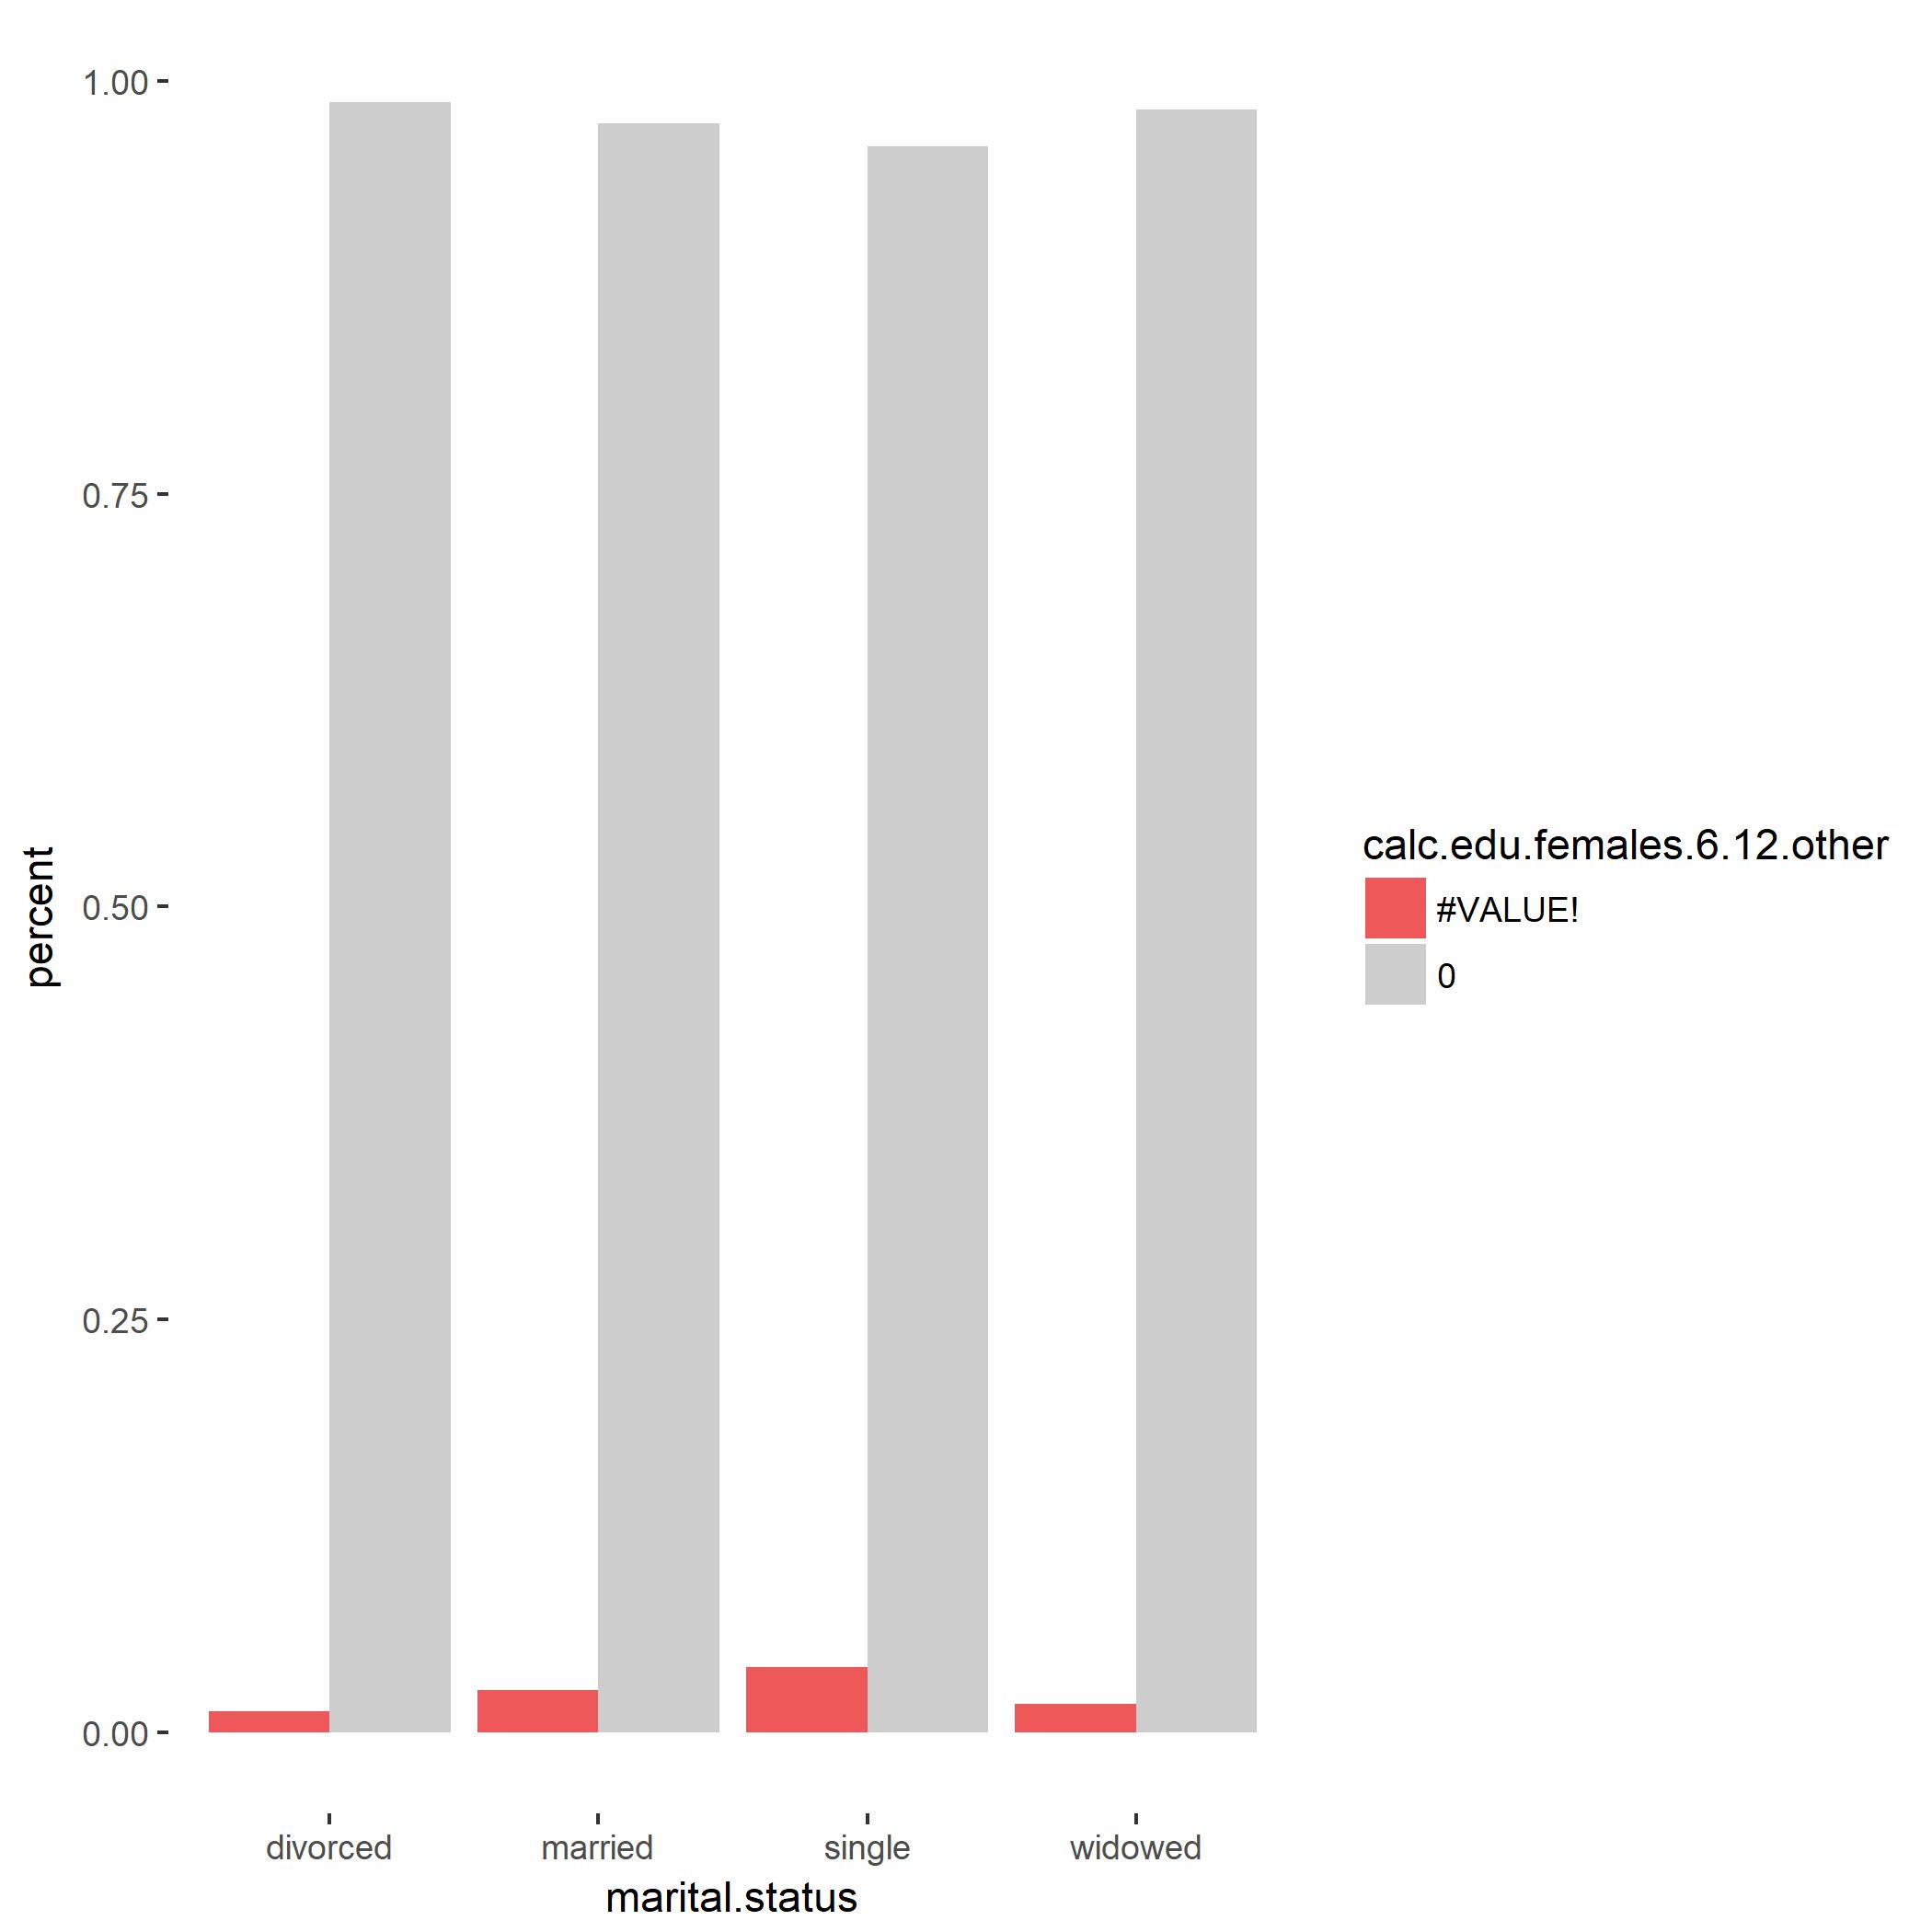 1.00
0.75
0.50
0.25
0.00
percent
divorced married single widowed
marital.status
calc.edu.females.6.12.other
#VALUE!
0